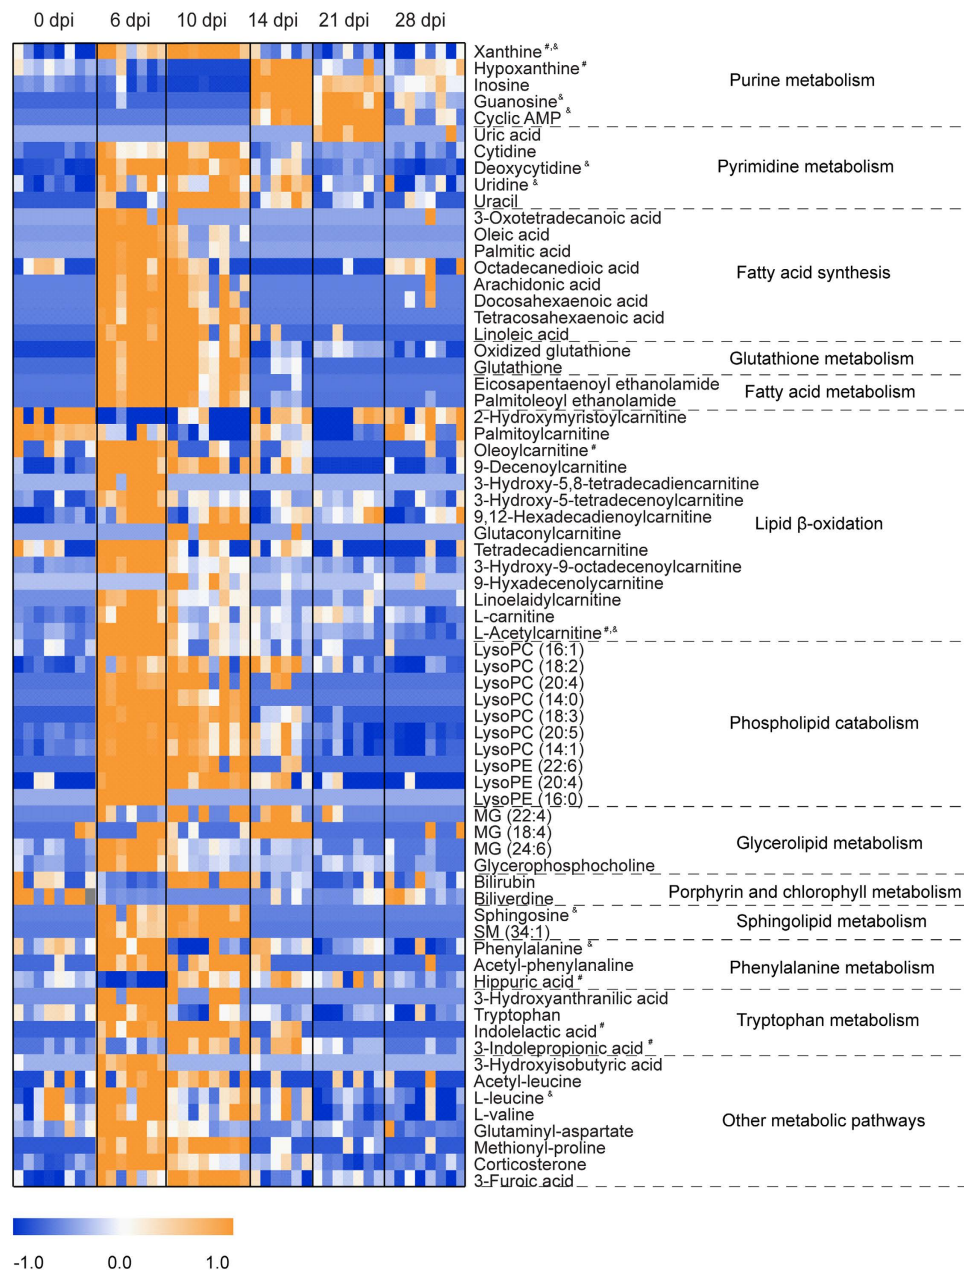 0 dpi 6 dpi 10 dpi 14 dpi 21 dpi 28 dpi
Xanthine #,&
Hypoxanthine #
Inosine
Guanosine &
Cyclic AMP &
Uric acid
Purine metabolism
Cytidine
Deoxycytidine &
Uridine &
Uracil
Pyrimidine metabolism
3-Oxotetradecanoic acid
Oleic acid
Palmitic acid
Octadecanedioic acid
Arachidonic acid
Docosahexaenoic acid
Tetracosahexaenoic acid
Linoleic acid
Fatty acid synthesis
Oxidized glutathione
Glutathione
Glutathione metabolism
Eicosapentaenoyl ethanolamide
Palmitoleoyl ethanolamide
Fatty acid metabolism
2-Hydroxymyristoylcarnitine
Palmitoylcarnitine
Oleoylcarnitine #
9-Decenoylcarnitine
3-Hydroxy-5,8-tetradecadiencarnitine
3-Hydroxy-5-tetradecenoylcarnitine
9,12-Hexadecadienoylcarnitine
Glutaconylcarnitine
Tetradecadiencarnitine
3-Hydroxy-9-octadecenoylcarnitine
9-Hyxadecenolycarnitine
Linoelaidylcarnitine
L-carnitine
L-Acetylcarnitine #,&
Lipid β-oxidation
LysoPC (16:1)
LysoPC (18:2)
LysoPC (20:4)
LysoPC (14:0)
LysoPC (18:3)
LysoPC (20:5)
LysoPC (14:1)
LysoPE (22:6)
LysoPE (20:4)
LysoPE (16:0)
Phospholipid catabolism
MG (22:4)
MG (18:4)
MG (24:6)
Glycerophosphocholine
Glycerolipid metabolism
Bilirubin
Biliverdine
Porphyrin and chlorophyll metabolism
Sphingosine &
SM (34:1)
Sphingolipid metabolism
Phenylalanine &
Acetyl-phenylanaline
Hippuric acid #
Phenylalanine metabolism
3-Hydroxyanthranilic acid
Tryptophan
Indolelactic acid #
3-Indolepropionic acid #
Tryptophan metabolism
3-Hydroxyisobutyric acid
Acetyl-leucine
L-leucine &
L-valine
Glutaminyl-aspartate
Methionyl-proline
Corticosterone
3-Furoic acid
Other metabolic pathways
-1.0 0.0 1.0